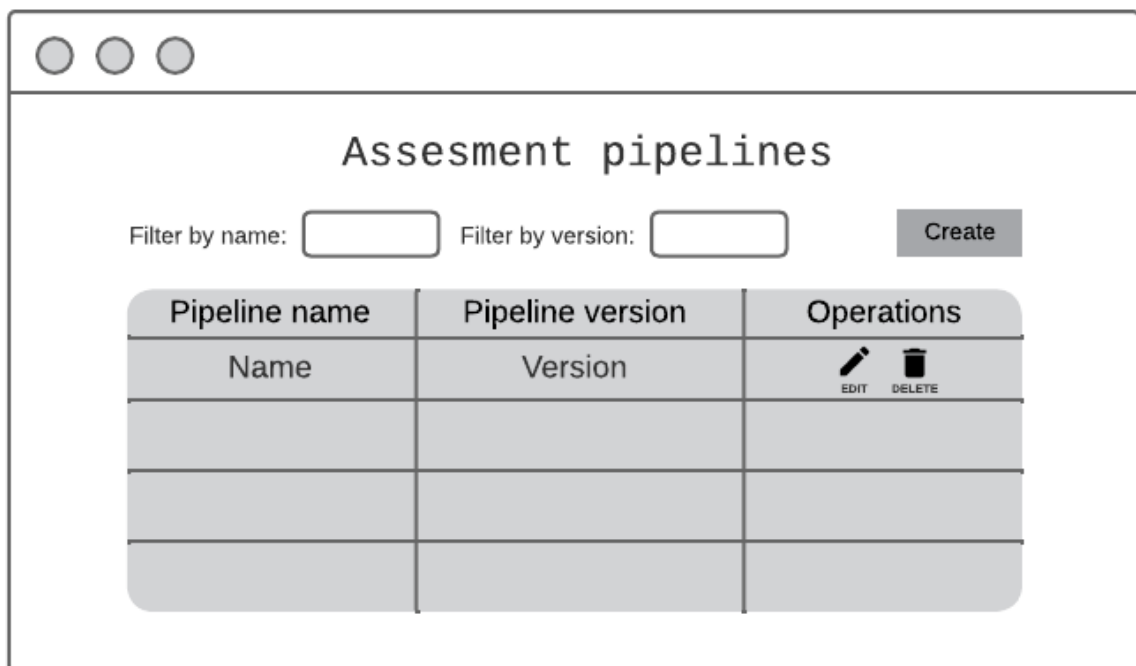 Assesment pipelines
Filter by name: Filter by version: Create
Pipeline name Pipeline version Operations
Name Version
EDIT DELETE